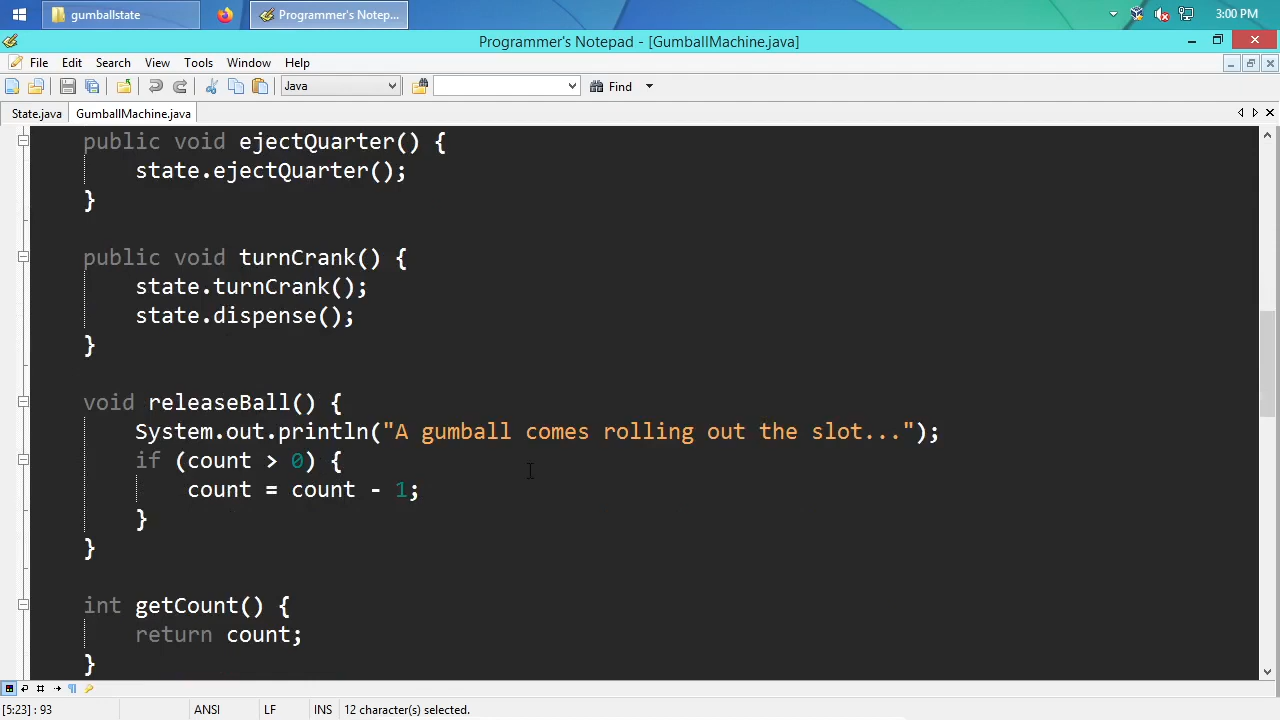 gumballstate
Programmer's Notep...
3:00 PM
Programmer's Notepad - [GumballMachine.java]
File Edit Search View Tools Window Help
Java Find
State.java GumballMachine.java
public void ejectQuarter() {
state.ejectQuarter();
}
public void turnCrank() {
state.turnCrank();
state.dispense();
}
void releaseBall() {
System.out.println("A gumball comes rolling out the slot...");
if (count > 0) {
count = count - 1;
}
}
int getCount() {
return count;
}
[5:23] : 93 ANSI LF INS 12 character(s) selected.